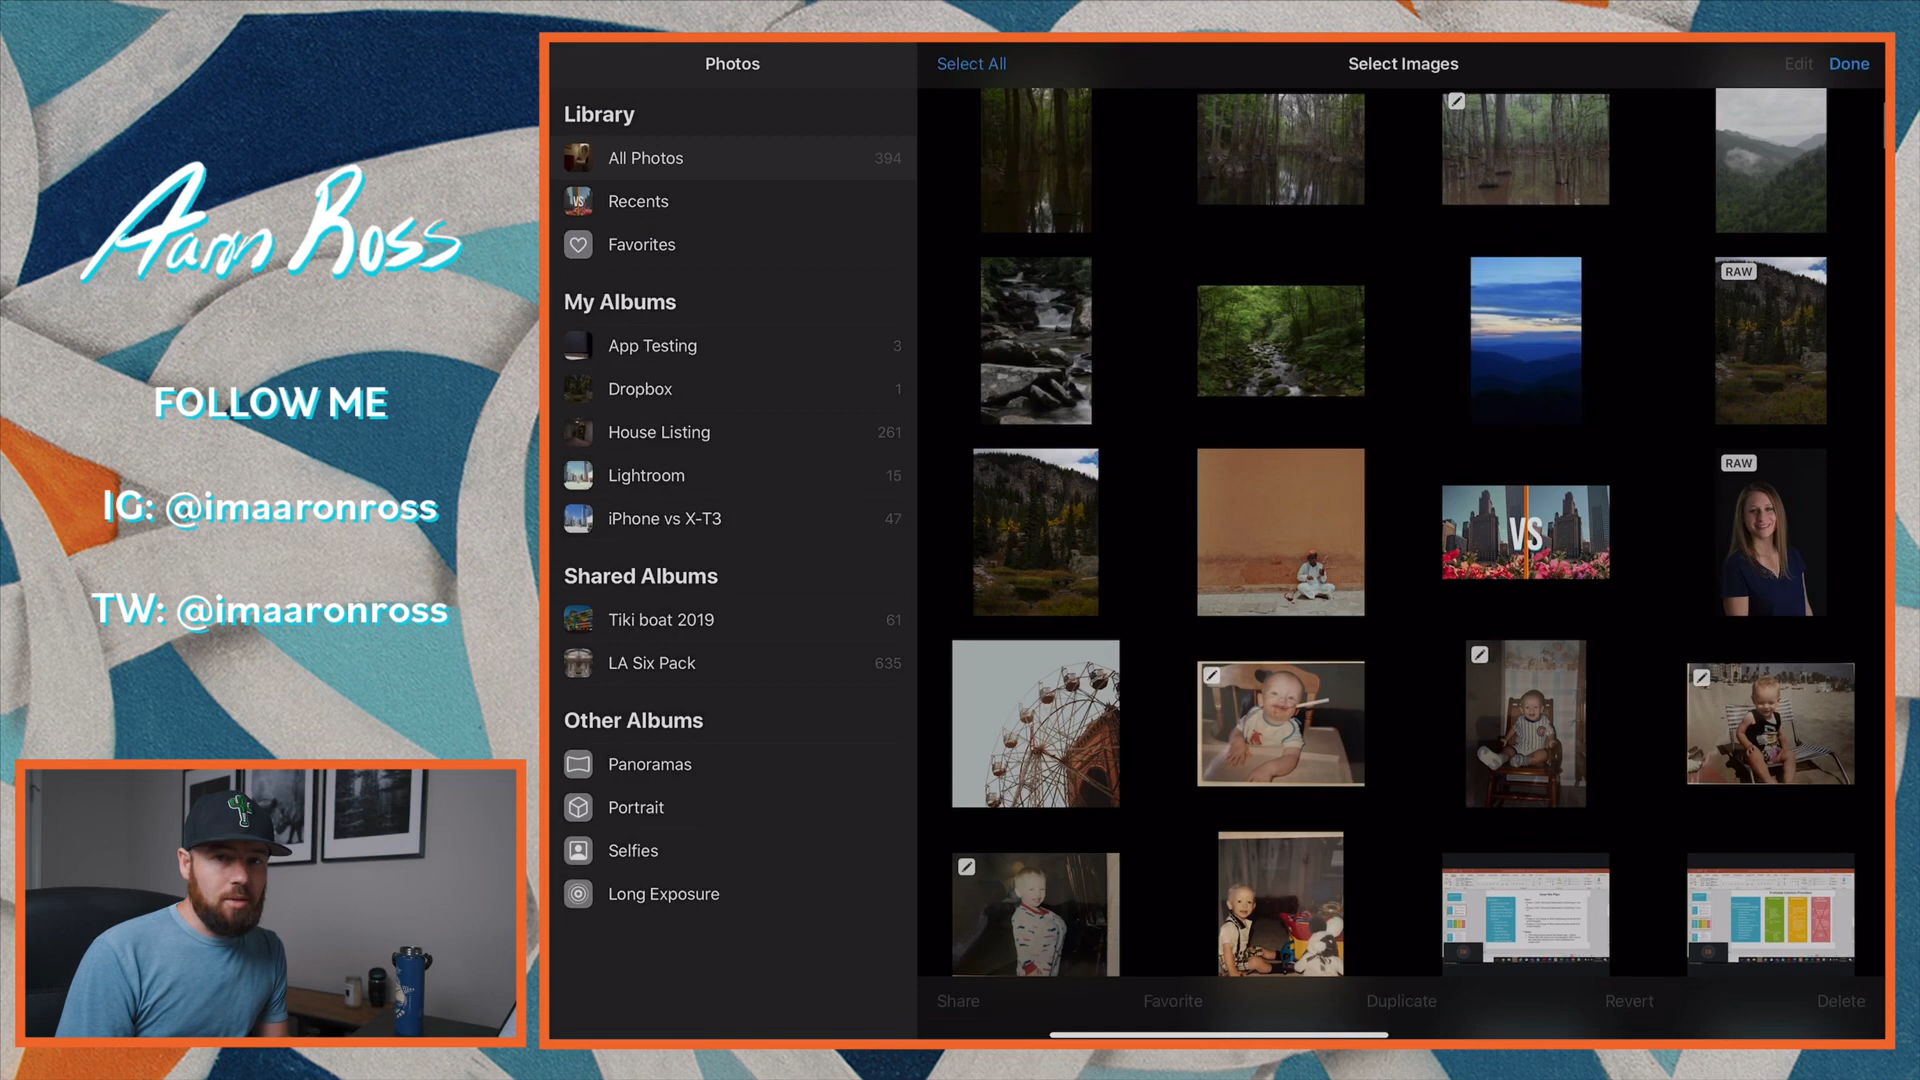 Aaron Ross
FOLLOW ME
IG: @imaaronross
TW: @imaaronross
Photos
Library
All Photos 394
Recents
Favorites
My Albums
App Testing 3
Dropbox 1
House Listing 261
Lightroom 15
iPhone vs X-T3 47
Shared Albums
Tiki boat 2019 61
LA Six Pack 635
Other Albums
Panoramas
Portrait
Selfies
Long Exposure
Select All Select Images Edit Done
RAW
RAW
VS
Share Favorite Duplicate Revert Delete